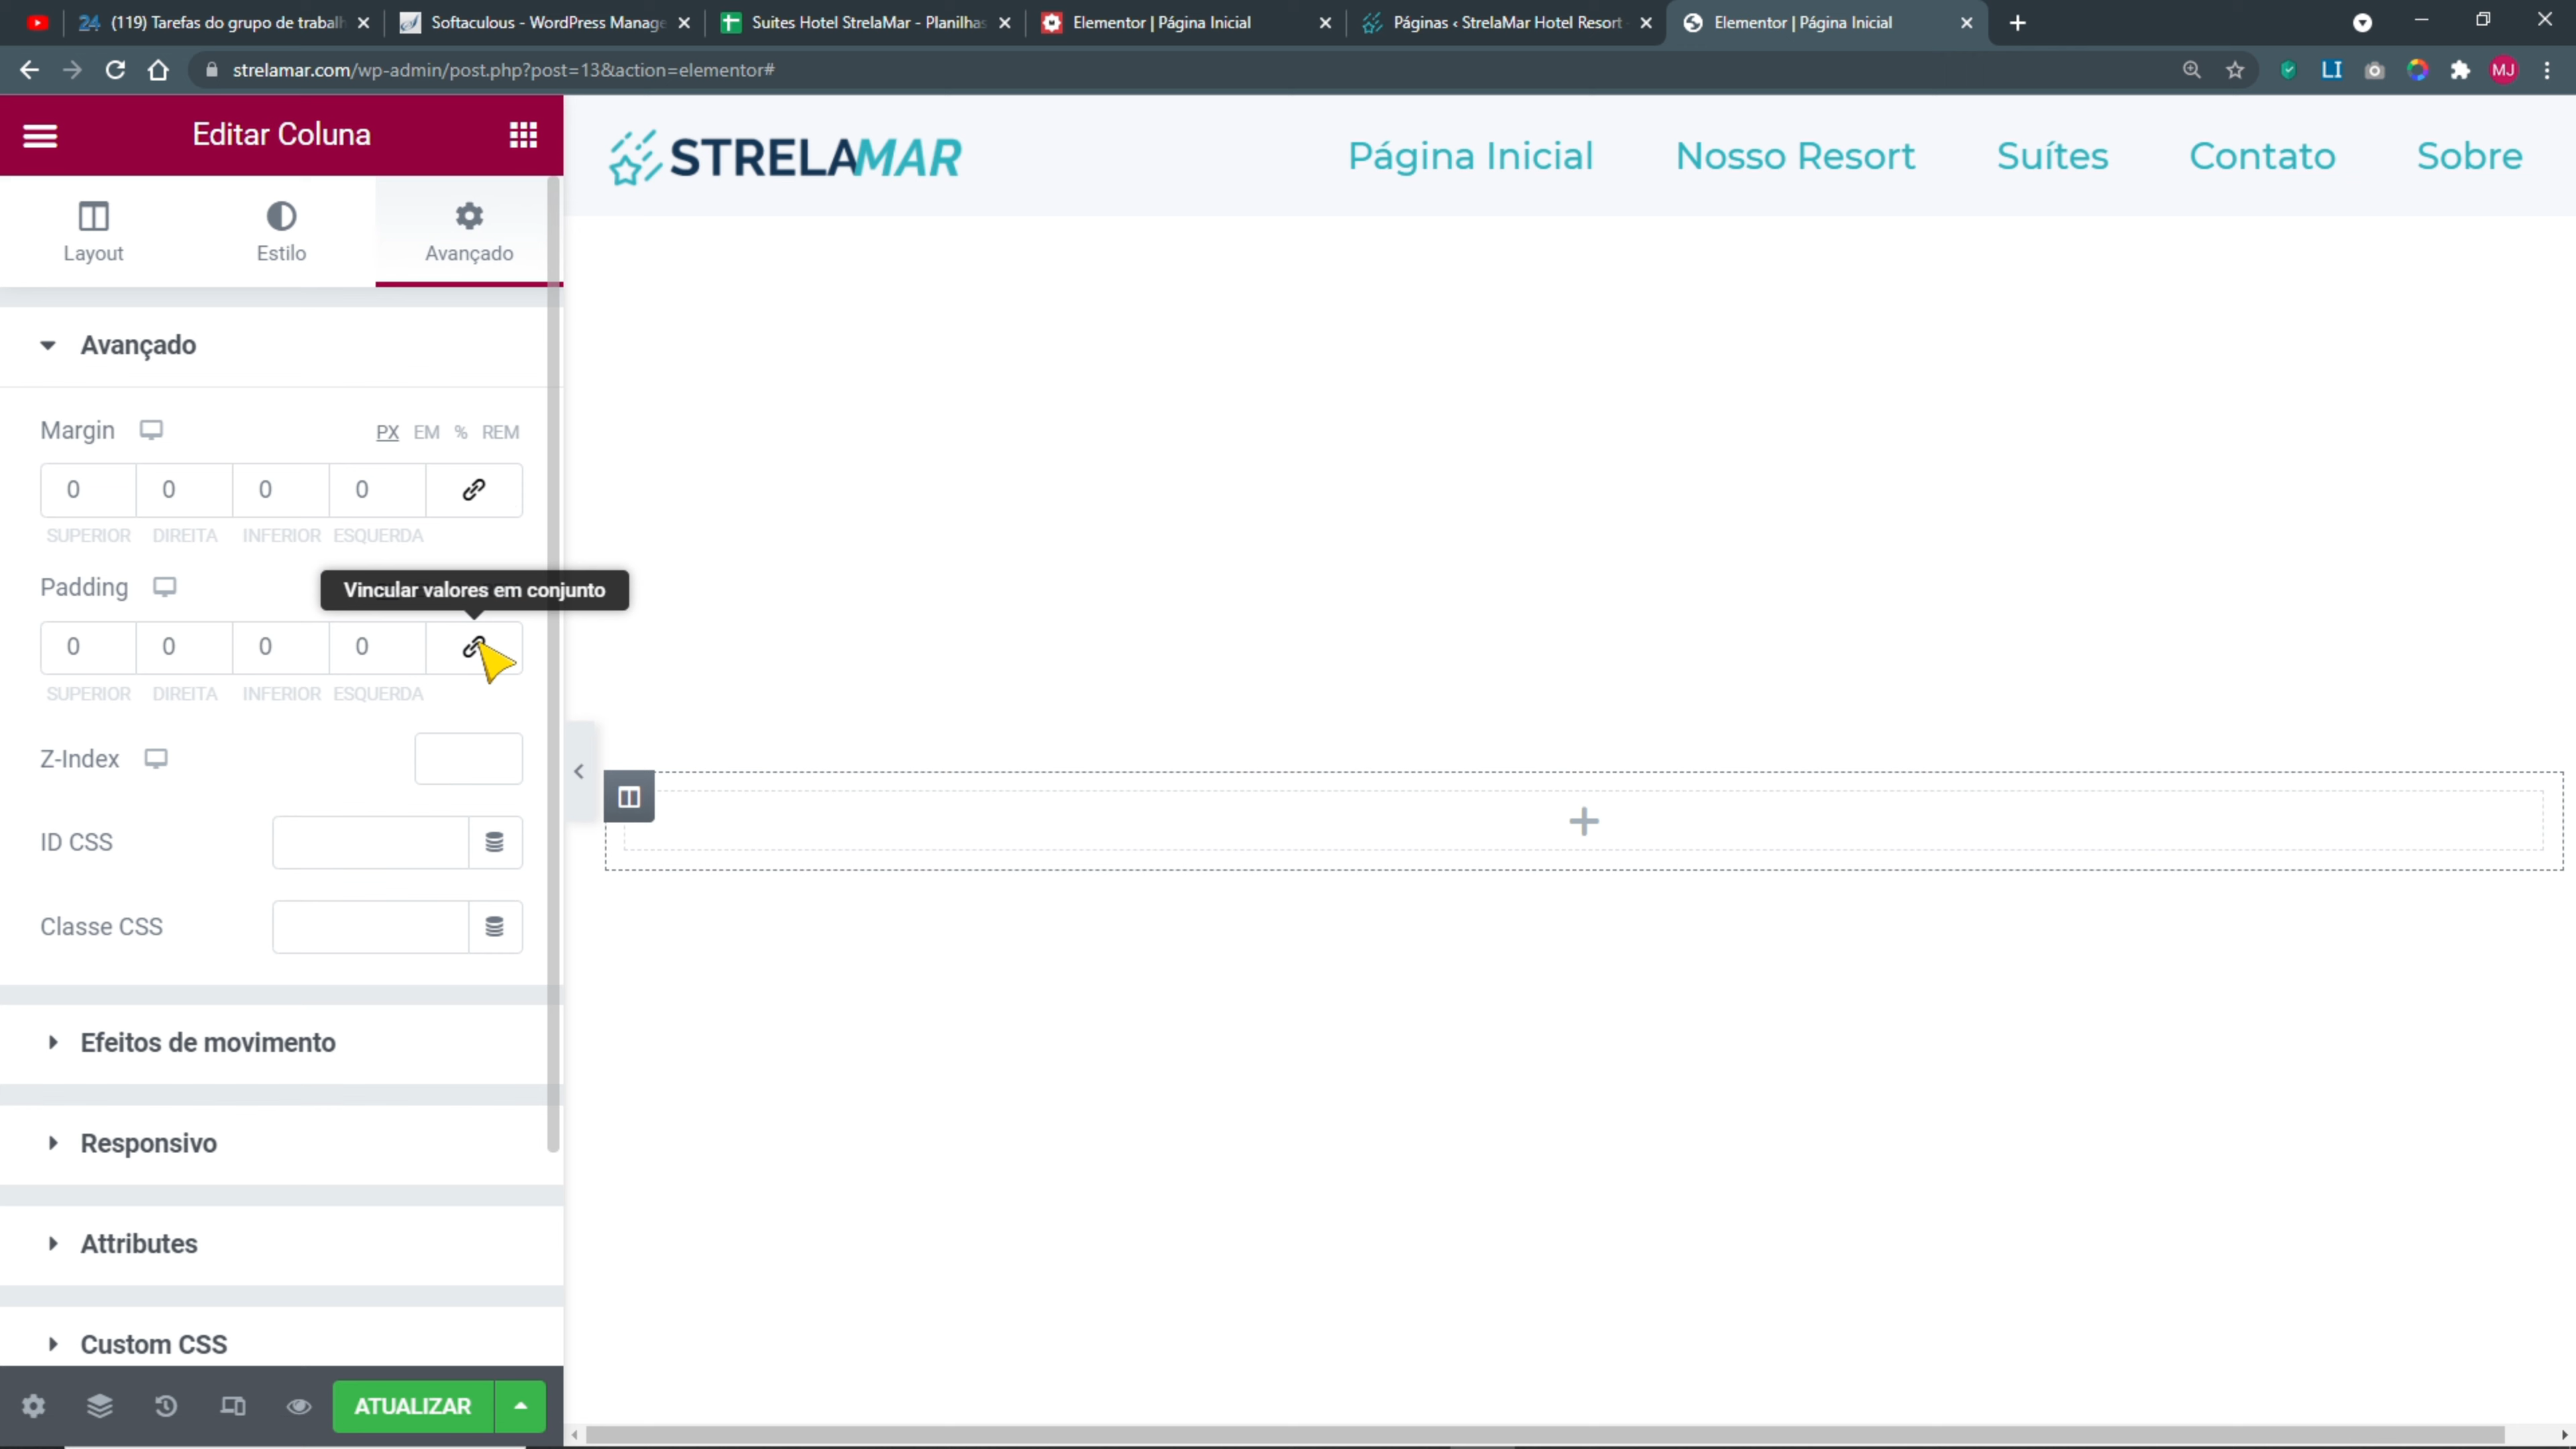 24 (119) Tarefas do grupo de trabalh
Softaculous - WordPress Manage
Suites Hotel StrelaMar - Planilhas
Elementor | Página Inicial
Páginas ‹ StrelaMar Hotel Resort
Elementor | Página Inicial
strelamar.com/wp-admin/post.php?post=13&action=elementor#
LI
MJ
Editar Coluna
Layout
Estilo
Avançado
STRELAMAR
Página Inicial
Nosso Resort
Suítes
Contato
Sobre
Avançado
Margin
PX EM % REM
0 0 0 0
SUPERIOR DIREITA INFERIOR ESQUERDA
Padding
Vincular valores em conjunto
0 0 0 0
SUPERIOR DIREITA INFERIOR ESQUERDA
Z-Index
ID CSS
Classe CSS
Efeitos de movimento
Responsivo
Attributes
Custom CSS
ATUALIZAR